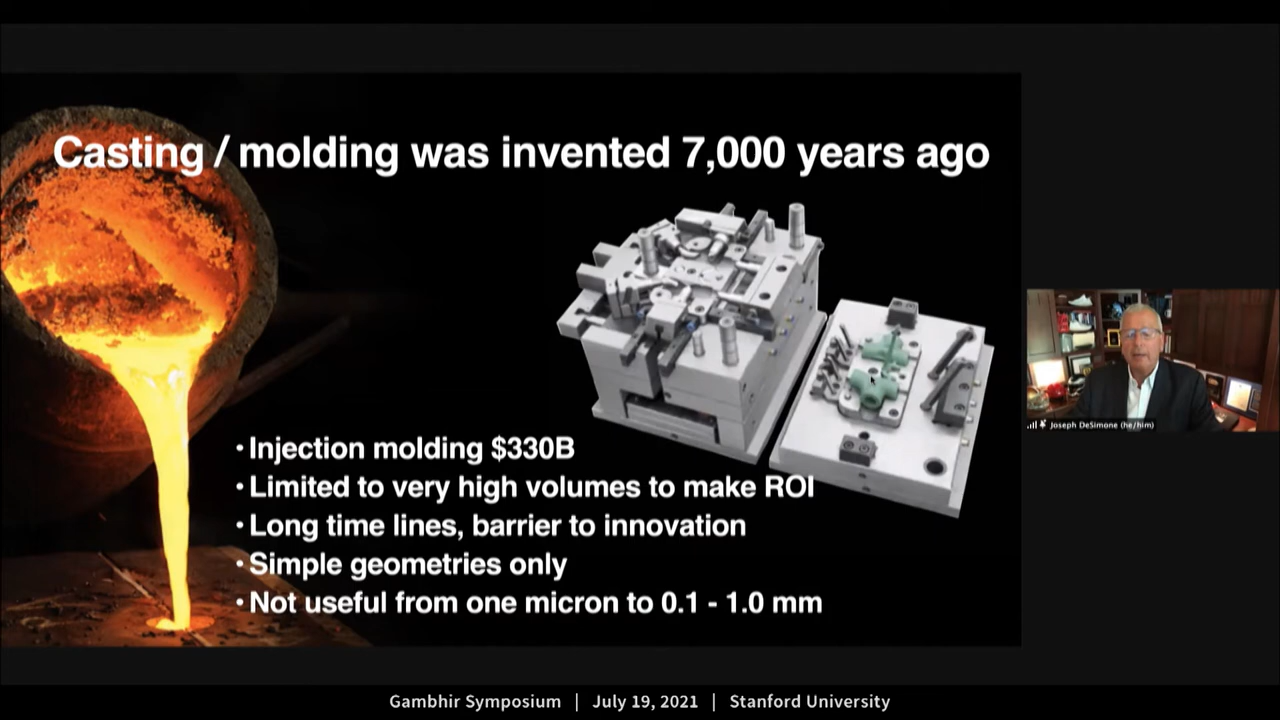 Casting / molding was invented 7,000 years ago
• Injection molding $330B
• Limited to very high volumes to make ROI
• Long time lines, barrier to innovation
• Simple geometries only
• Not useful from one micron to 0.1 - 1.0 mm
Joseph DeSimone (he/him)
Gambhir Symposium | July 19, 2021 | Stanford University